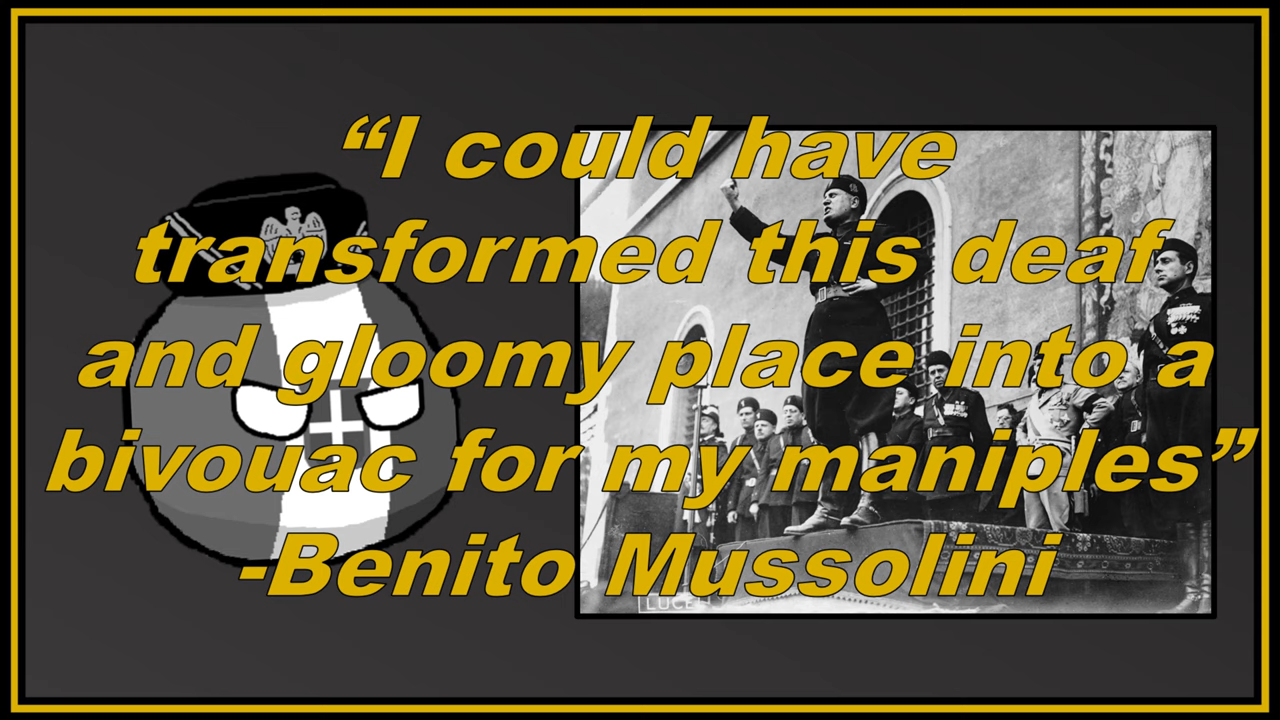 “I could have
transformed this deaf
and gloomy place into a
bivouac for my maniples”
-Benito Mussolini
LUCE